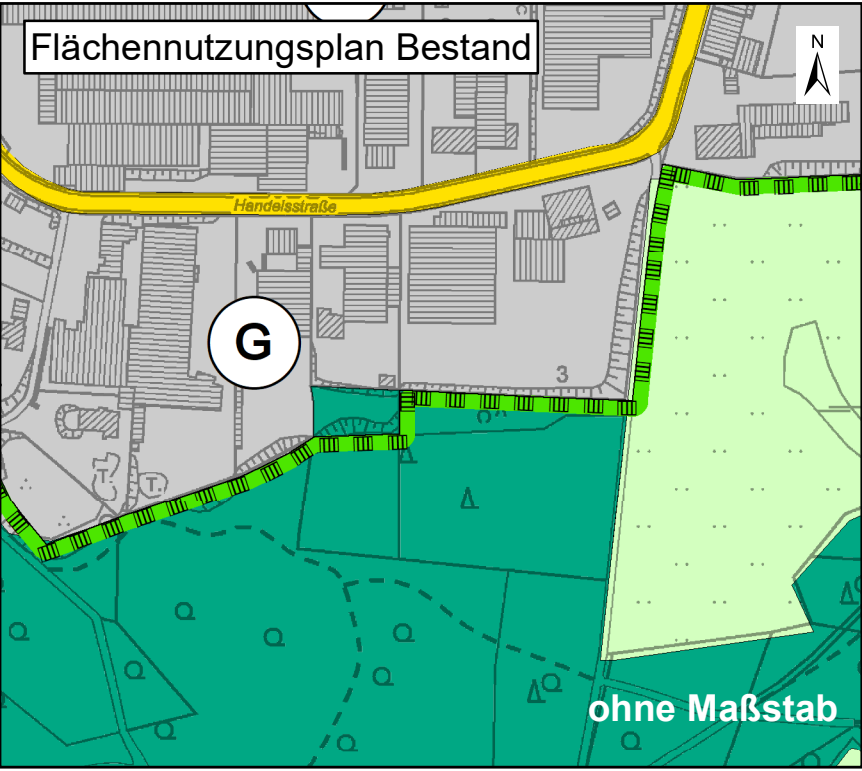 Flächennutzungsplan Bestand
N
Handelsstraße
G
3
T.
T.
ohne Maßstab